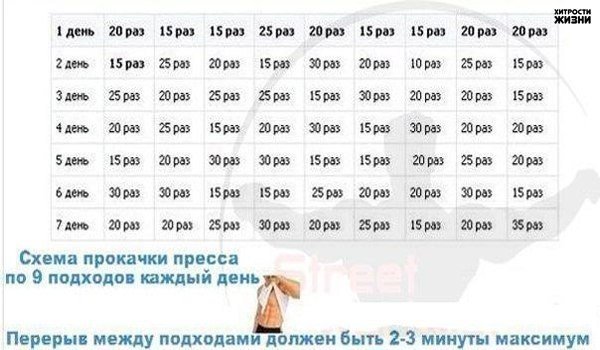 ХИТРОСТИ
ЖИЗНИ
1 день 20 раз 15 раз 15 раз 25 раз 20 раз 15 раз 15 раз 20 раз 20 раз
2 день 15 раз 25 раз 20 раз 15 раз 30 раз 20 раз 10 раз 25 раз 15 раз
3 день 25 раз 20 раз 25 раз 25 раз 15 раз 30 раз 20 раз 20 раз 15 раз
4 день 20 раз 25 раз 15 раз 20 раз 30 раз 15 раз 30 раз 20 раз 20 раз
5 день 15 раз 20 раз 30 раз 30 раз 15 раз 15 раз 20 раз 25 раз 20 раз
6 день 30 раз 30 раз 15 раз 15 раз 25 раз 20 раз 20 раз 30 раз 15 раз
7 день 20 раз 20 раз 25 раз 30 раз 20 раз 25 раз 15 раз 20 раз 35 раз
Схема прокачки пресса
по 9 подходов каждый день
Street
Перерыв между подходами должен быть 2-3 минуты максимум